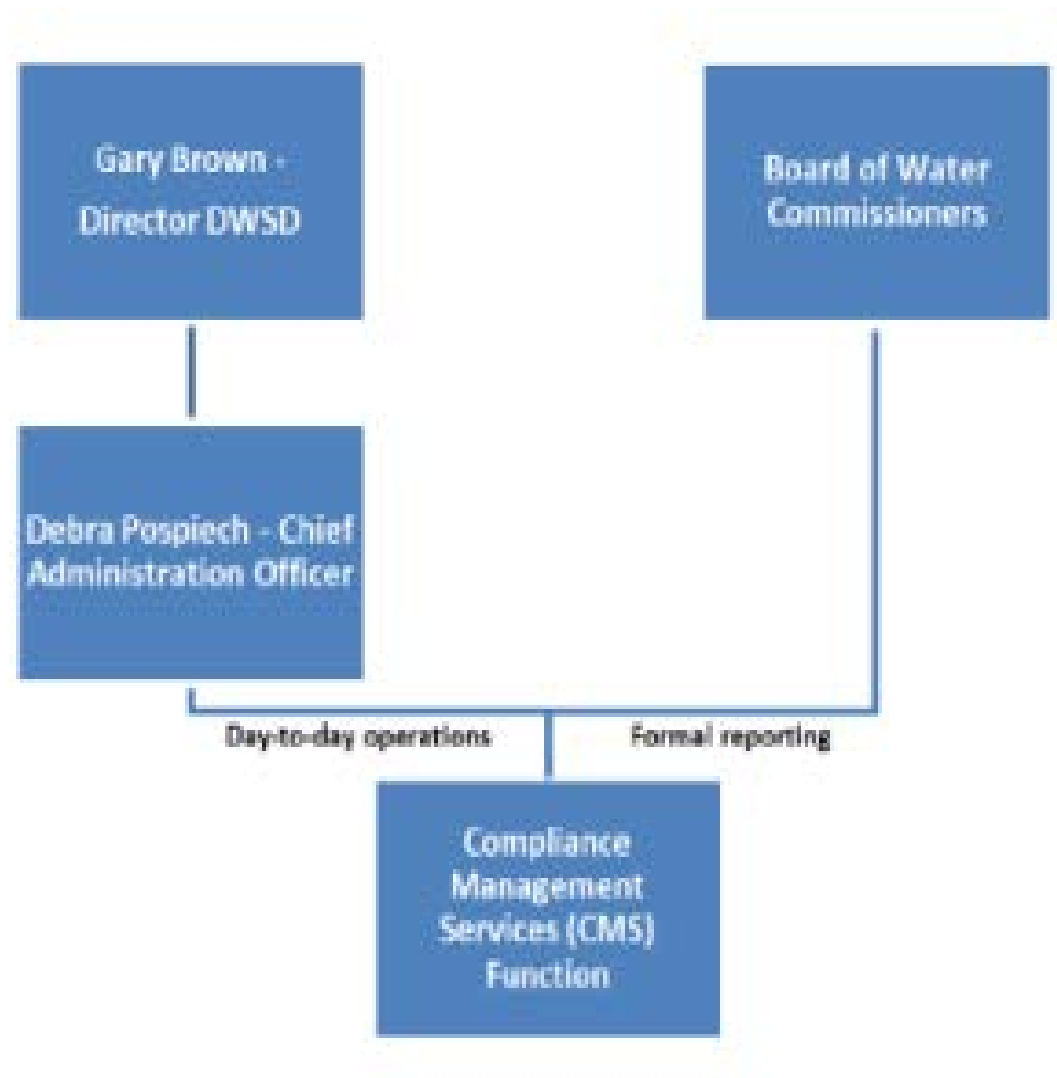 Gary Brown -
Director DWSD
Board of Water
Commissioners
Debra Pospiech - Chief
Administration Officer
Day-to-day operations
Formal reporting
Compliance
Management
Services (CMS)
Function